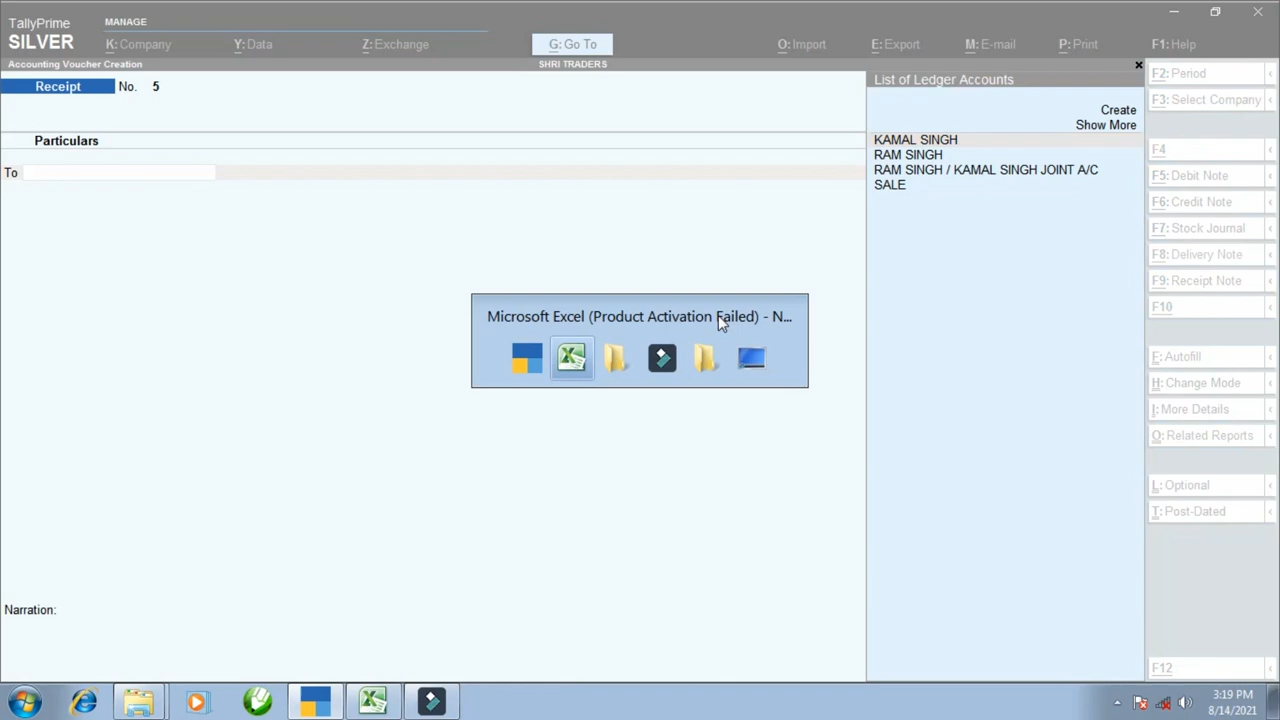 TallyPrime
SILVER
MANAGE
K: Company
Y: Data
Z: Exchange
G: Go To
O: Import
E: Export
M: E-mail
P: Print
F1: Help
Accounting Voucher Creation
SHRI TRADERS
Receipt No. 5
Particulars
To
Narration:
List of Ledger Accounts
Create
Show More
KAMAL SINGH
RAM SINGH
RAM SINGH / KAMAL SINGH JOINT A/C
SALE
Microsoft Excel (Product Activation Failed) - N...
F2: Period
F3: Select Company
F4
F5: Debit Note
F6: Credit Note
F7: Stock Journal
F8: Delivery Note
F9: Receipt Note
F10
E: Autofill
H: Change Mode
I: More Details
O: Related Reports
L: Optional
T: Post-Dated
F12
3:19 PM
8/14/2021